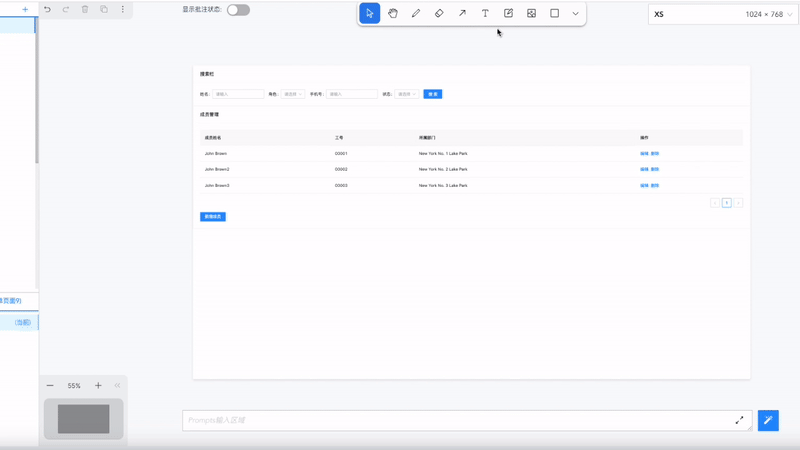 显示批注状态:
XS 1024 × 768
搜索栏
姓名: 请输入 角色: 请选择 手机号: 请输入 状态: 请选择 搜 索
成员管理
成员姓名 工号 所属部门 操作
John Brown 00001 New York No. 1 Lake Park 编辑 删除
John Brown2 00002 New York No. 2 Lake Park 编辑 删除
John Brown3 00003 New York No. 3 Lake Park 编辑 删除
1
新增成员
页面9)
(当前)
55%
Prompts输入区域